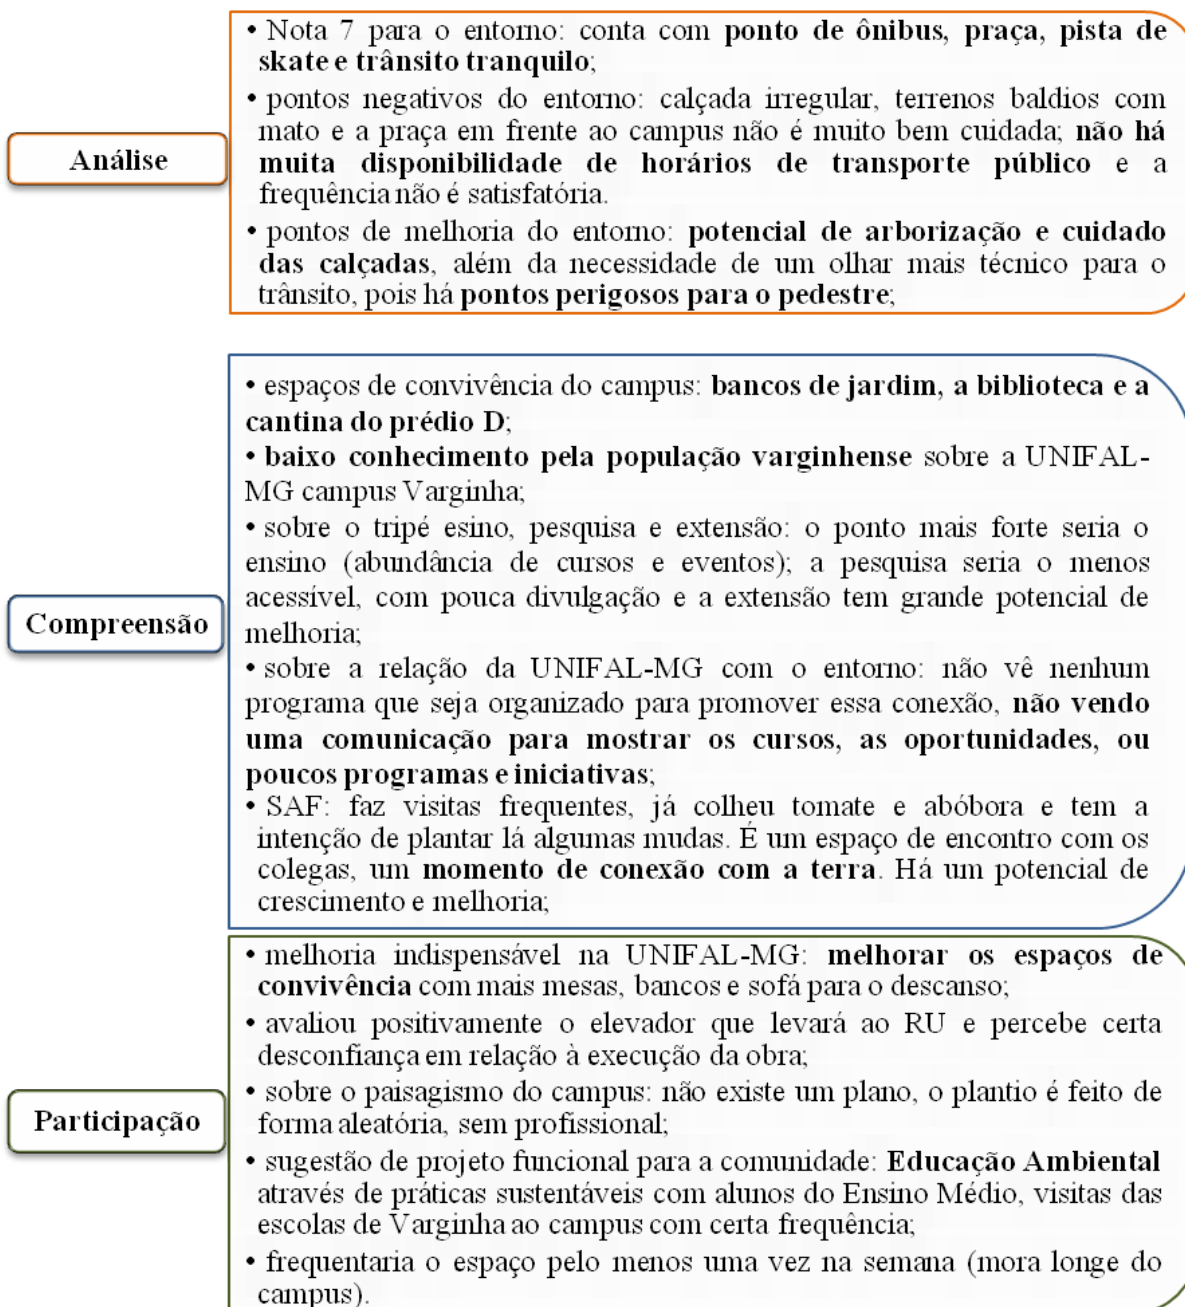 Análise
• Nota 7 para o entorno: conta com ponto de ônibus, praça, pista de
skate e trânsito tranquilo;
• pontos negativos do entorno: calçada irregular, terrenos baldios com
mato e a praça em frente ao campus não é muito bem cuidada; não há
muita disponibilidade de horários de transporte público e a
frequência não é satisfatória.
• pontos de melhoria do entorno: potencial de arborização e cuidado
das calçadas, além da necessidade de um olhar mais técnico para o
trânsito, pois há pontos perigosos para o pedestre;
Compreensão
• espaços de convivência do campus: bancos de jardim, a biblioteca e a
cantina do prédio D;
• baixo conhecimento pela população varginhense sobre a UNIFAL-
MG campus Varginha;
• sobre o tripé esino, pesquisa e extensão: o ponto mais forte seria o
ensino (abundância de cursos e eventos); a pesquisa seria o menos
acessível, com pouca divulgação e a extensão tem grande potencial de
melhoria;
• sobre a relação da UNIFAL-MG com o entorno: não vê nenhum
programa que seja organizado para promover essa conexão, não vendo
uma comunicação para mostrar os cursos, as oportunidades, ou
poucos programas e iniciativas;
• SAF: faz visitas frequentes, já colheu tomate e abóbora e tem a
intenção de plantar lá algumas mudas. É um espaço de encontro com os
colegas, um momento de conexão com a terra. Há um potencial de
crescimento e melhoria;
Participação
• melhoria indispensável na UNIFAL-MG: melhorar os espaços de
convivência com mais mesas, bancos e sofá para o descanso;
• avaliou positivamente o elevador que levará ao RU e percebe certa
desconfiança em relação à execução da obra;
• sobre o paisagismo do campus: não existe um plano, o plantio é feito de
forma aleatória, sem profissional;
• sugestão de projeto funcional para a comunidade: Educação Ambiental
através de práticas sustentáveis com alunos do Ensino Médio, visitas das
escolas de Varginha ao campus com certa frequência;
• frequentaria o espaço pelo menos uma vez na semana (mora longe do
campus).